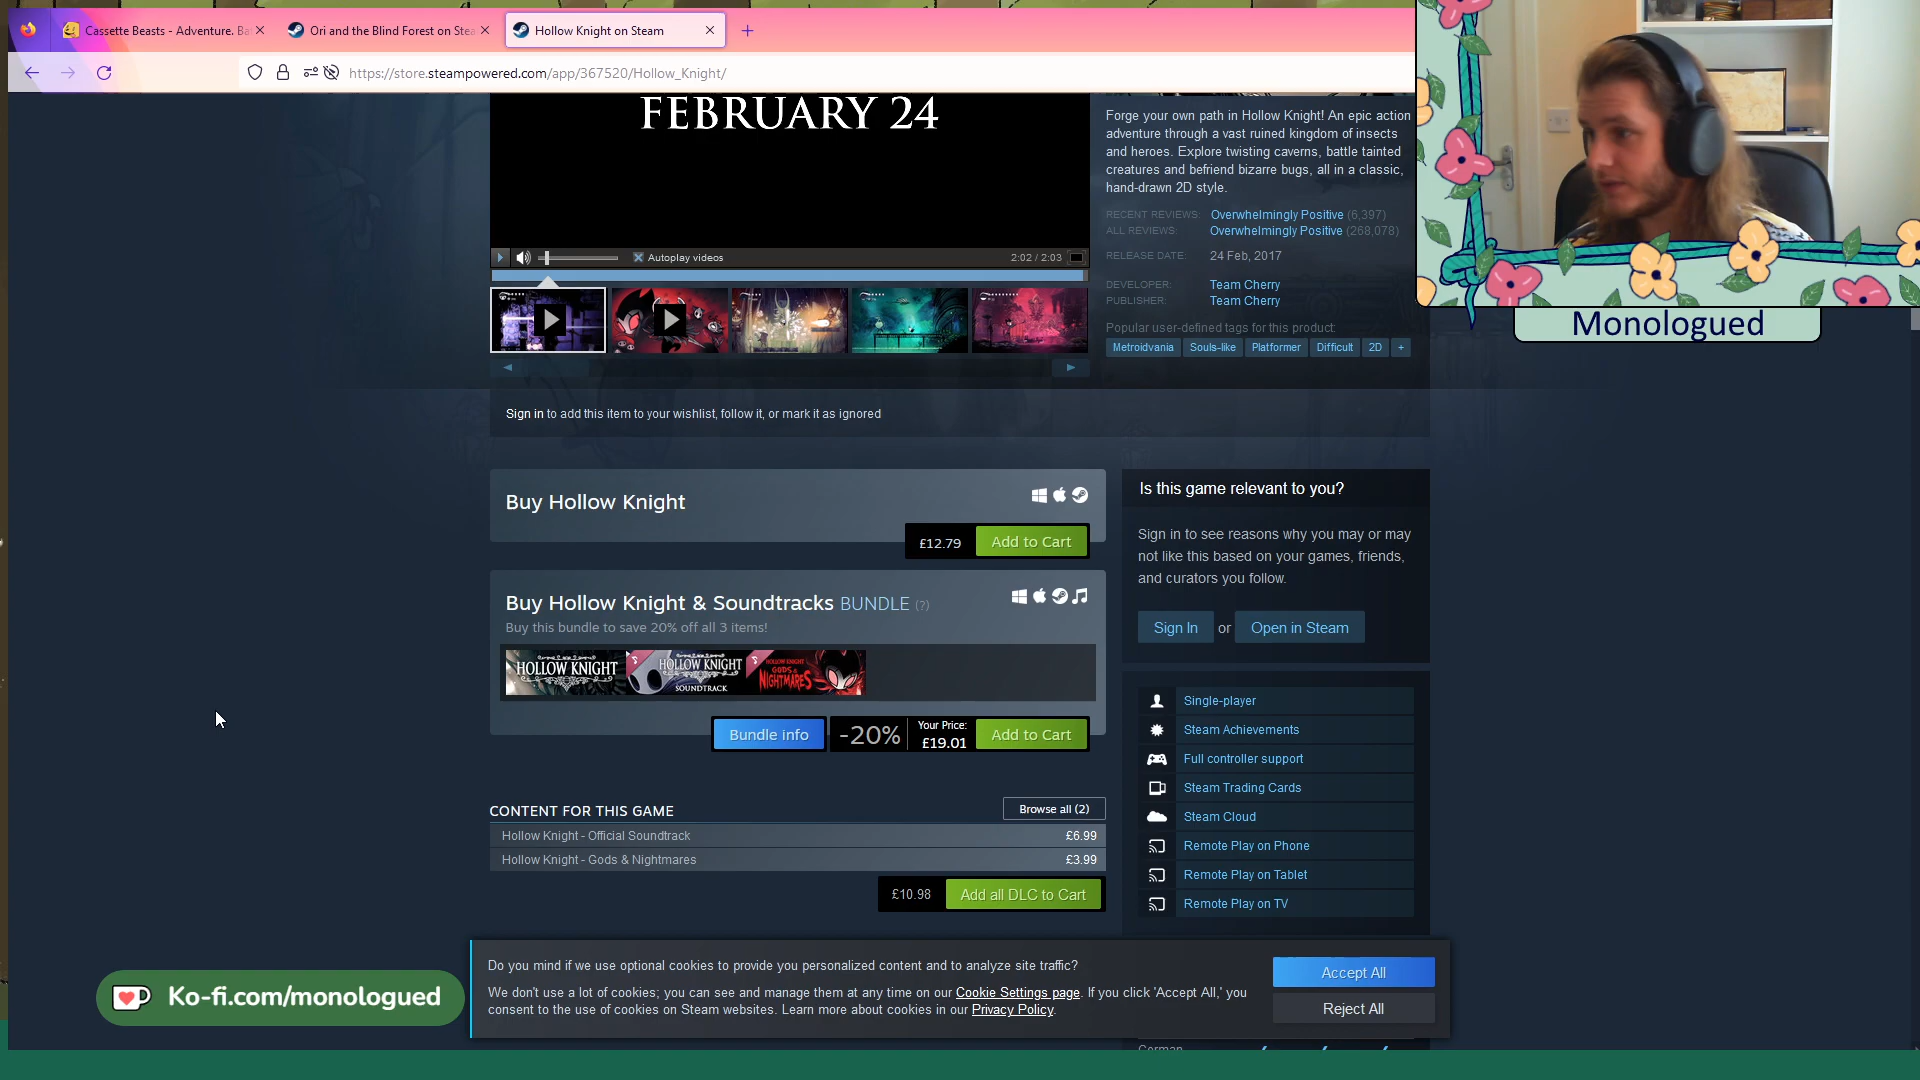 Cassette Beasts - Adventure. Ba
Ori and the Blind Forest on Stea
Hollow Knight on Steam
https://store.steampowered.com/app/367520/Hollow_Knight/
FEBRUARY 24
Autoplay videos
2:02 / 2:03
Forge your own path in Hollow Knight! An epic action
adventure through a vast ruined kingdom of insects
and heroes. Explore twisting caverns, battle tainted
creatures and befriend bizarre bugs, all in a classic,
hand-drawn 2D style.
RECENT REVIEWS: Overwhelmingly Positive (6,397)
ALL REVIEWS: Overwhelmingly Positive (268,078)
RELEASE DATE: 24 Feb, 2017
DEVELOPER: Team Cherry
PUBLISHER: Team Cherry
Popular user-defined tags for this product:
Metroidvania Souls-like Platformer Difficult 2D +
Monologued
Sign in to add this item to your wishlist, follow it, or mark it as ignored
Buy Hollow Knight
£12.79 Add to Cart
Buy Hollow Knight & Soundtracks BUNDLE (?)
Buy this bundle to save 20% off all 3 items!
HOLLOW KNIGHT
HOLLOW KNIGHT
SOUNDTRACK
HOLLOW KNIGHT
GODS &
NIGHTMARES
Bundle info -20% Your Price:
£19.01 Add to Cart
CONTENT FOR THIS GAME Browse all (2)
Hollow Knight - Official Soundtrack £6.99
Hollow Knight - Gods & Nightmares £3.99
£10.98 Add all DLC to Cart
Is this game relevant to you?
Sign in to see reasons why you may or may
not like this based on your games, friends,
and curators you follow.
Sign In or Open in Steam
Single-player
Steam Achievements
Full controller support
Steam Trading Cards
Steam Cloud
Remote Play on Phone
Remote Play on Tablet
Remote Play on TV
Ko-fi.com/monologued
Do you mind if we use optional cookies to provide you personalized content and to analyze site traffic?
We don't use a lot of cookies; you can see and manage them at any time on our Cookie Settings page. If you click 'Accept All,' you
consent to the use of cookies on Steam websites. Learn more about cookies in our Privacy Policy.
Accept All
Reject All
German